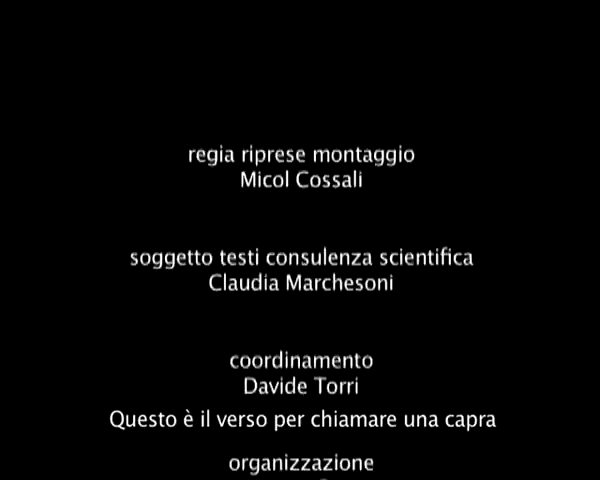 regia riprese montaggio
Micol Cossali
soggetto testi consulenza scientifica
Claudia Marchesoni
coordinamento
Davide Torri
Questo è il verso per chiamare una capra
organizzazione